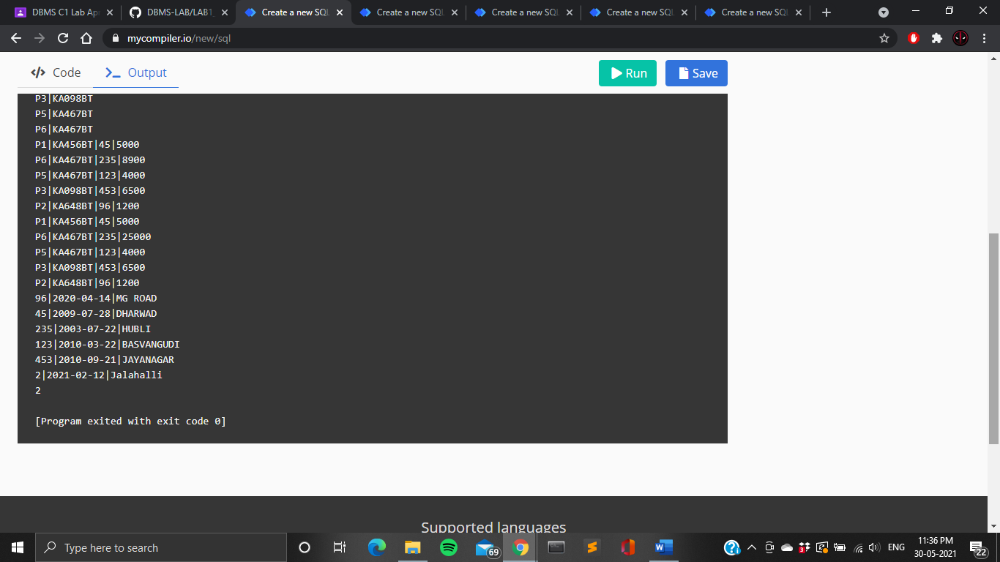 DBMS C1 Lab Ap
DBMS-LAB/LAB1_
Create a new SQL
Create a new SQL
Create a new SQL
Create a new SQL
Create a new SQL
mycompiler.io/new/sql
</> Code
Output
Run
Save
P3|KA098BT
P5|KA467BT
P6|KA467BT
P1|KA456BT|45|5000
P6|KA467BT|235|8900
P5|KA467BT|123|4000
P3|KA098BT|453|6500
P2|KA648BT|96|1200
P1|KA456BT|45|5000
P6|KA467BT|235|25000
P5|KA467BT|123|4000
P3|KA098BT|453|6500
P2|KA648BT|96|1200
96|2020-04-14|MG ROAD
45|2009-07-28|DHARWAD
235|2003-07-22|HUBLI
123|2010-03-22|BASVANGUDI
453|2010-09-21|JAYANAGAR
2|2021-02-12|Jalahalli
2
[Program exited with exit code 0]
Supported languages
Type here to search
69
3
ENG
11:36 PM
30-05-2021
22